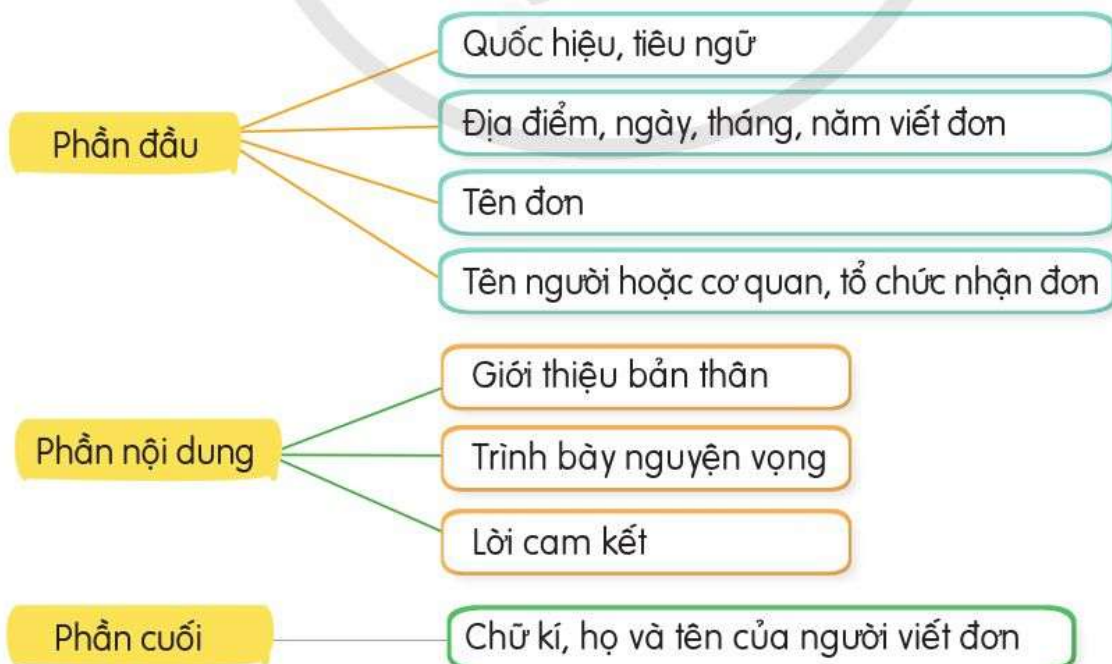 Phần đầu
Quốc hiệu, tiêu ngữ
Địa điểm, ngày, tháng, năm viết đơn
Tên đơn
Tên người hoặc cơ quan, tổ chức nhận đơn
Phần nội dung
Giới thiệu bản thân
Trình bày nguyện vọng
Lời cam kết
Phần cuối
Chữ kí, họ và tên của người viết đơn